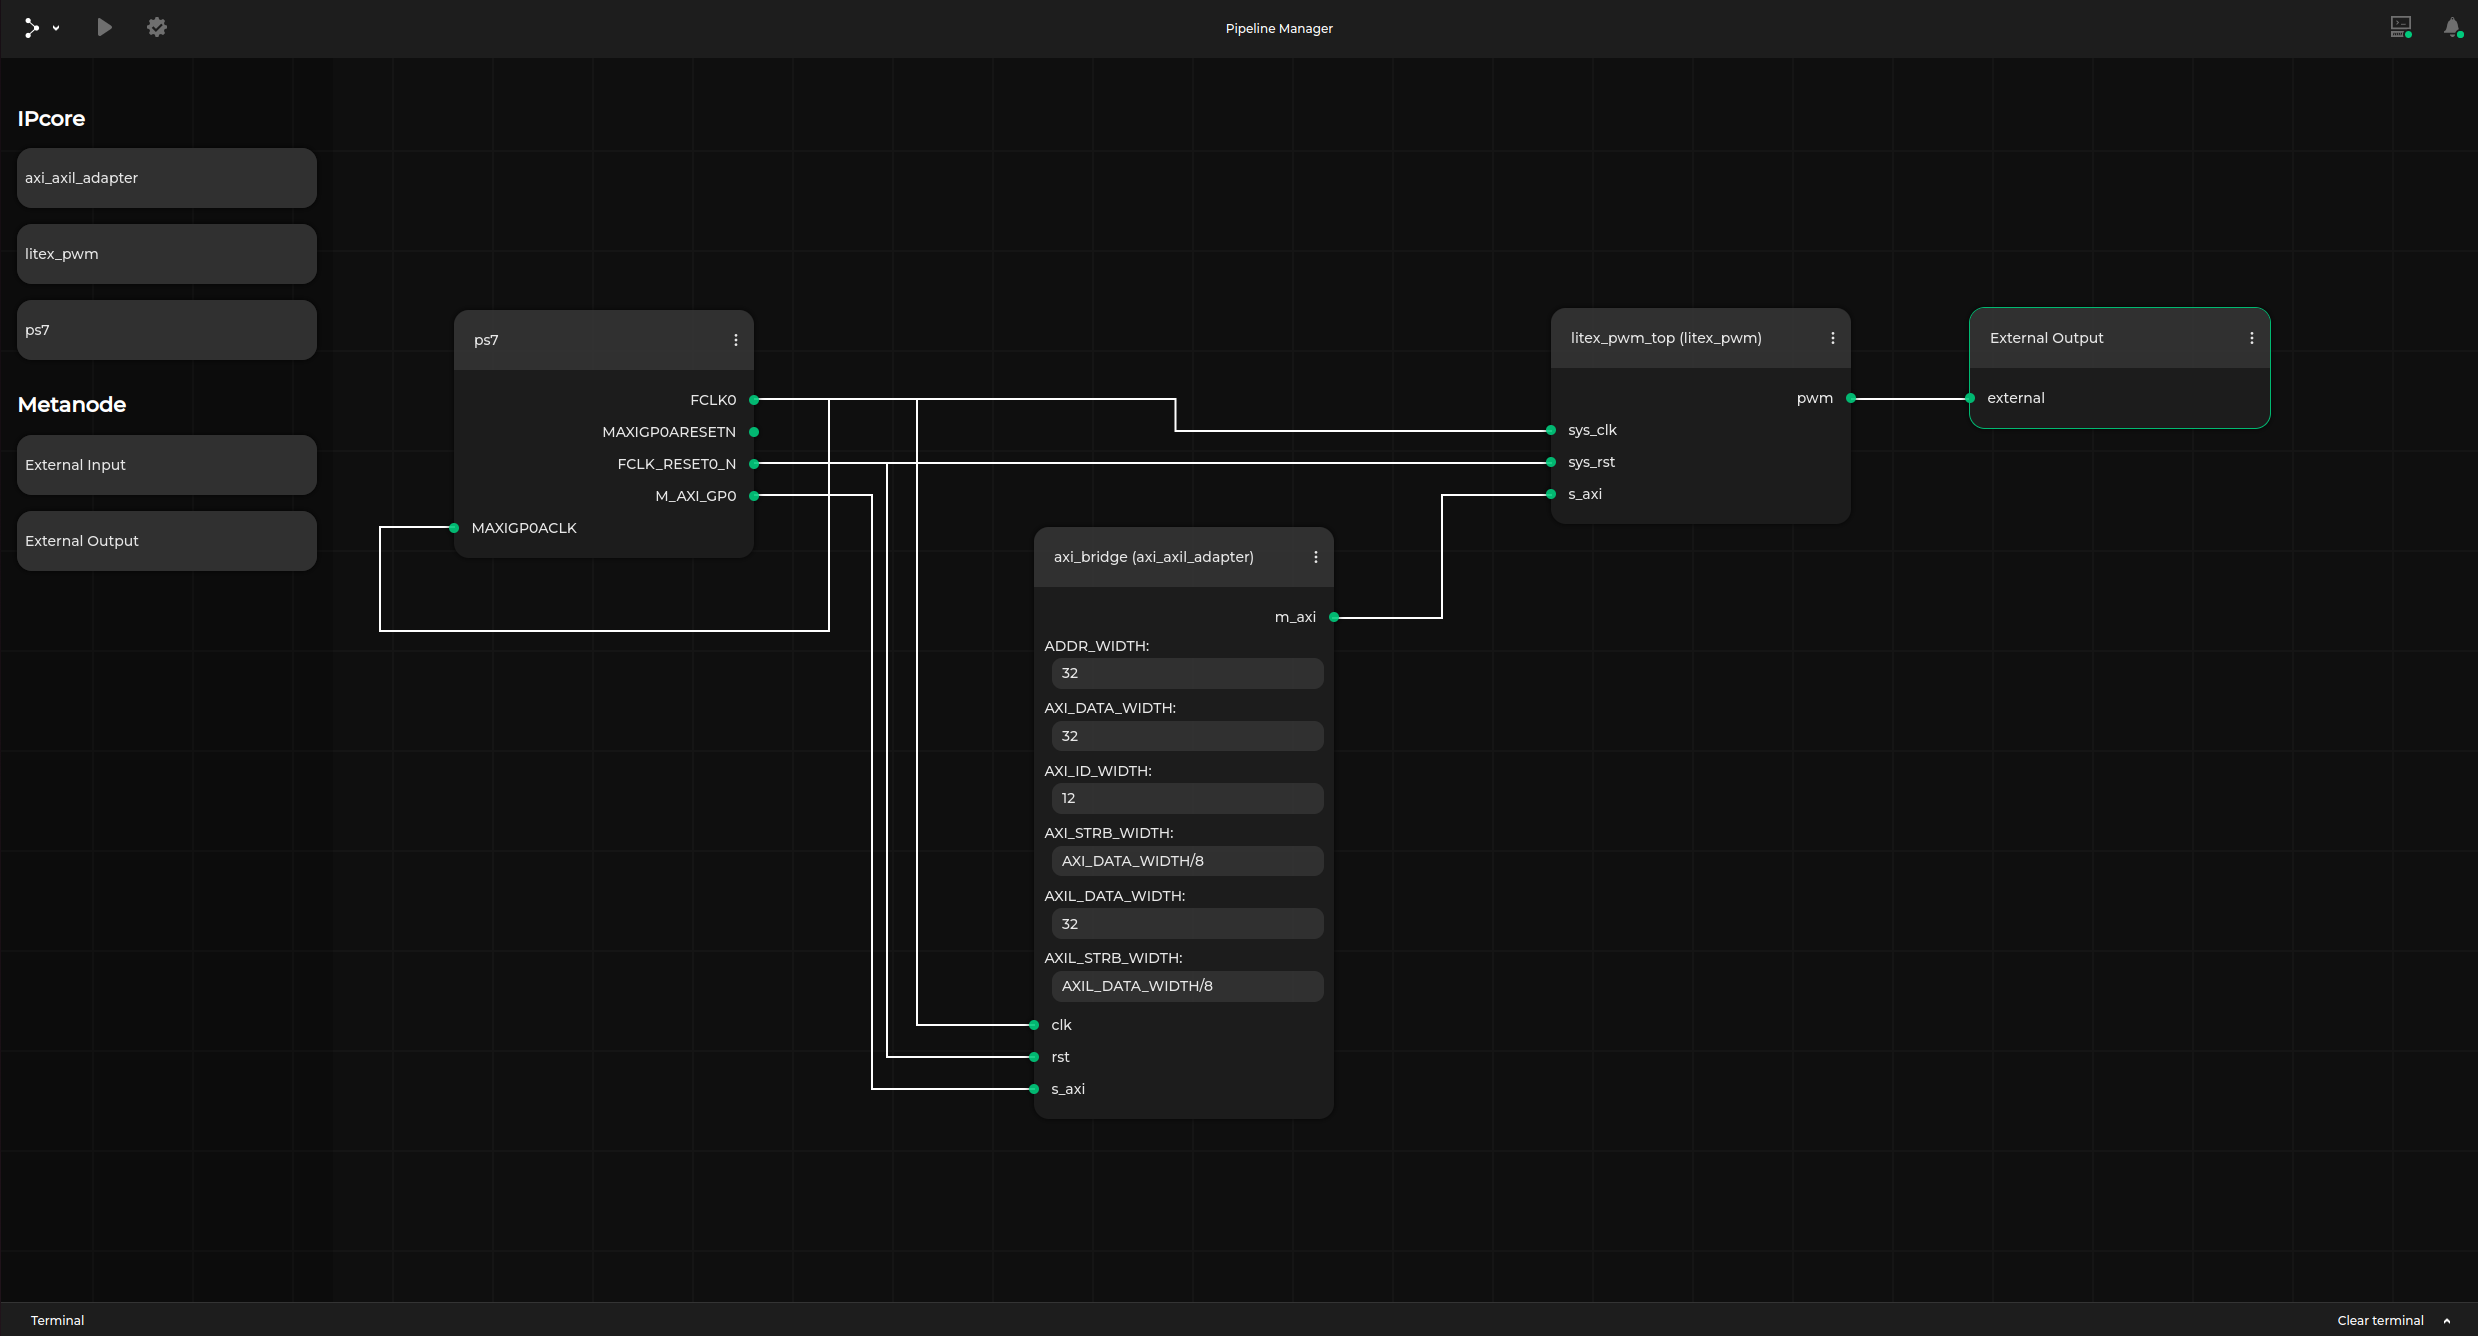 Pipeline Manager
IPcore
axi_axil_adapter
litex_pwm
ps7
Metanode
External Input
External Output
ps7
FCLK0
MAXIGP0ARESETN
FCLK_RESET0_N
M_AXI_GP0
MAXIGP0ACLK
axi_bridge (axi_axil_adapter)
m_axi
ADDR_WIDTH:
32
AXI_DATA_WIDTH:
32
AXI_ID_WIDTH:
12
AXI_STRB_WIDTH:
AXI_DATA_WIDTH/8
AXIL_DATA_WIDTH:
32
AXIL_STRB_WIDTH:
AXIL_DATA_WIDTH/8
clk
rst
s_axi
litex_pwm_top (litex_pwm)
pwm
sys_clk
sys_rst
s_axi
External Output
external
Terminal
Clear terminal